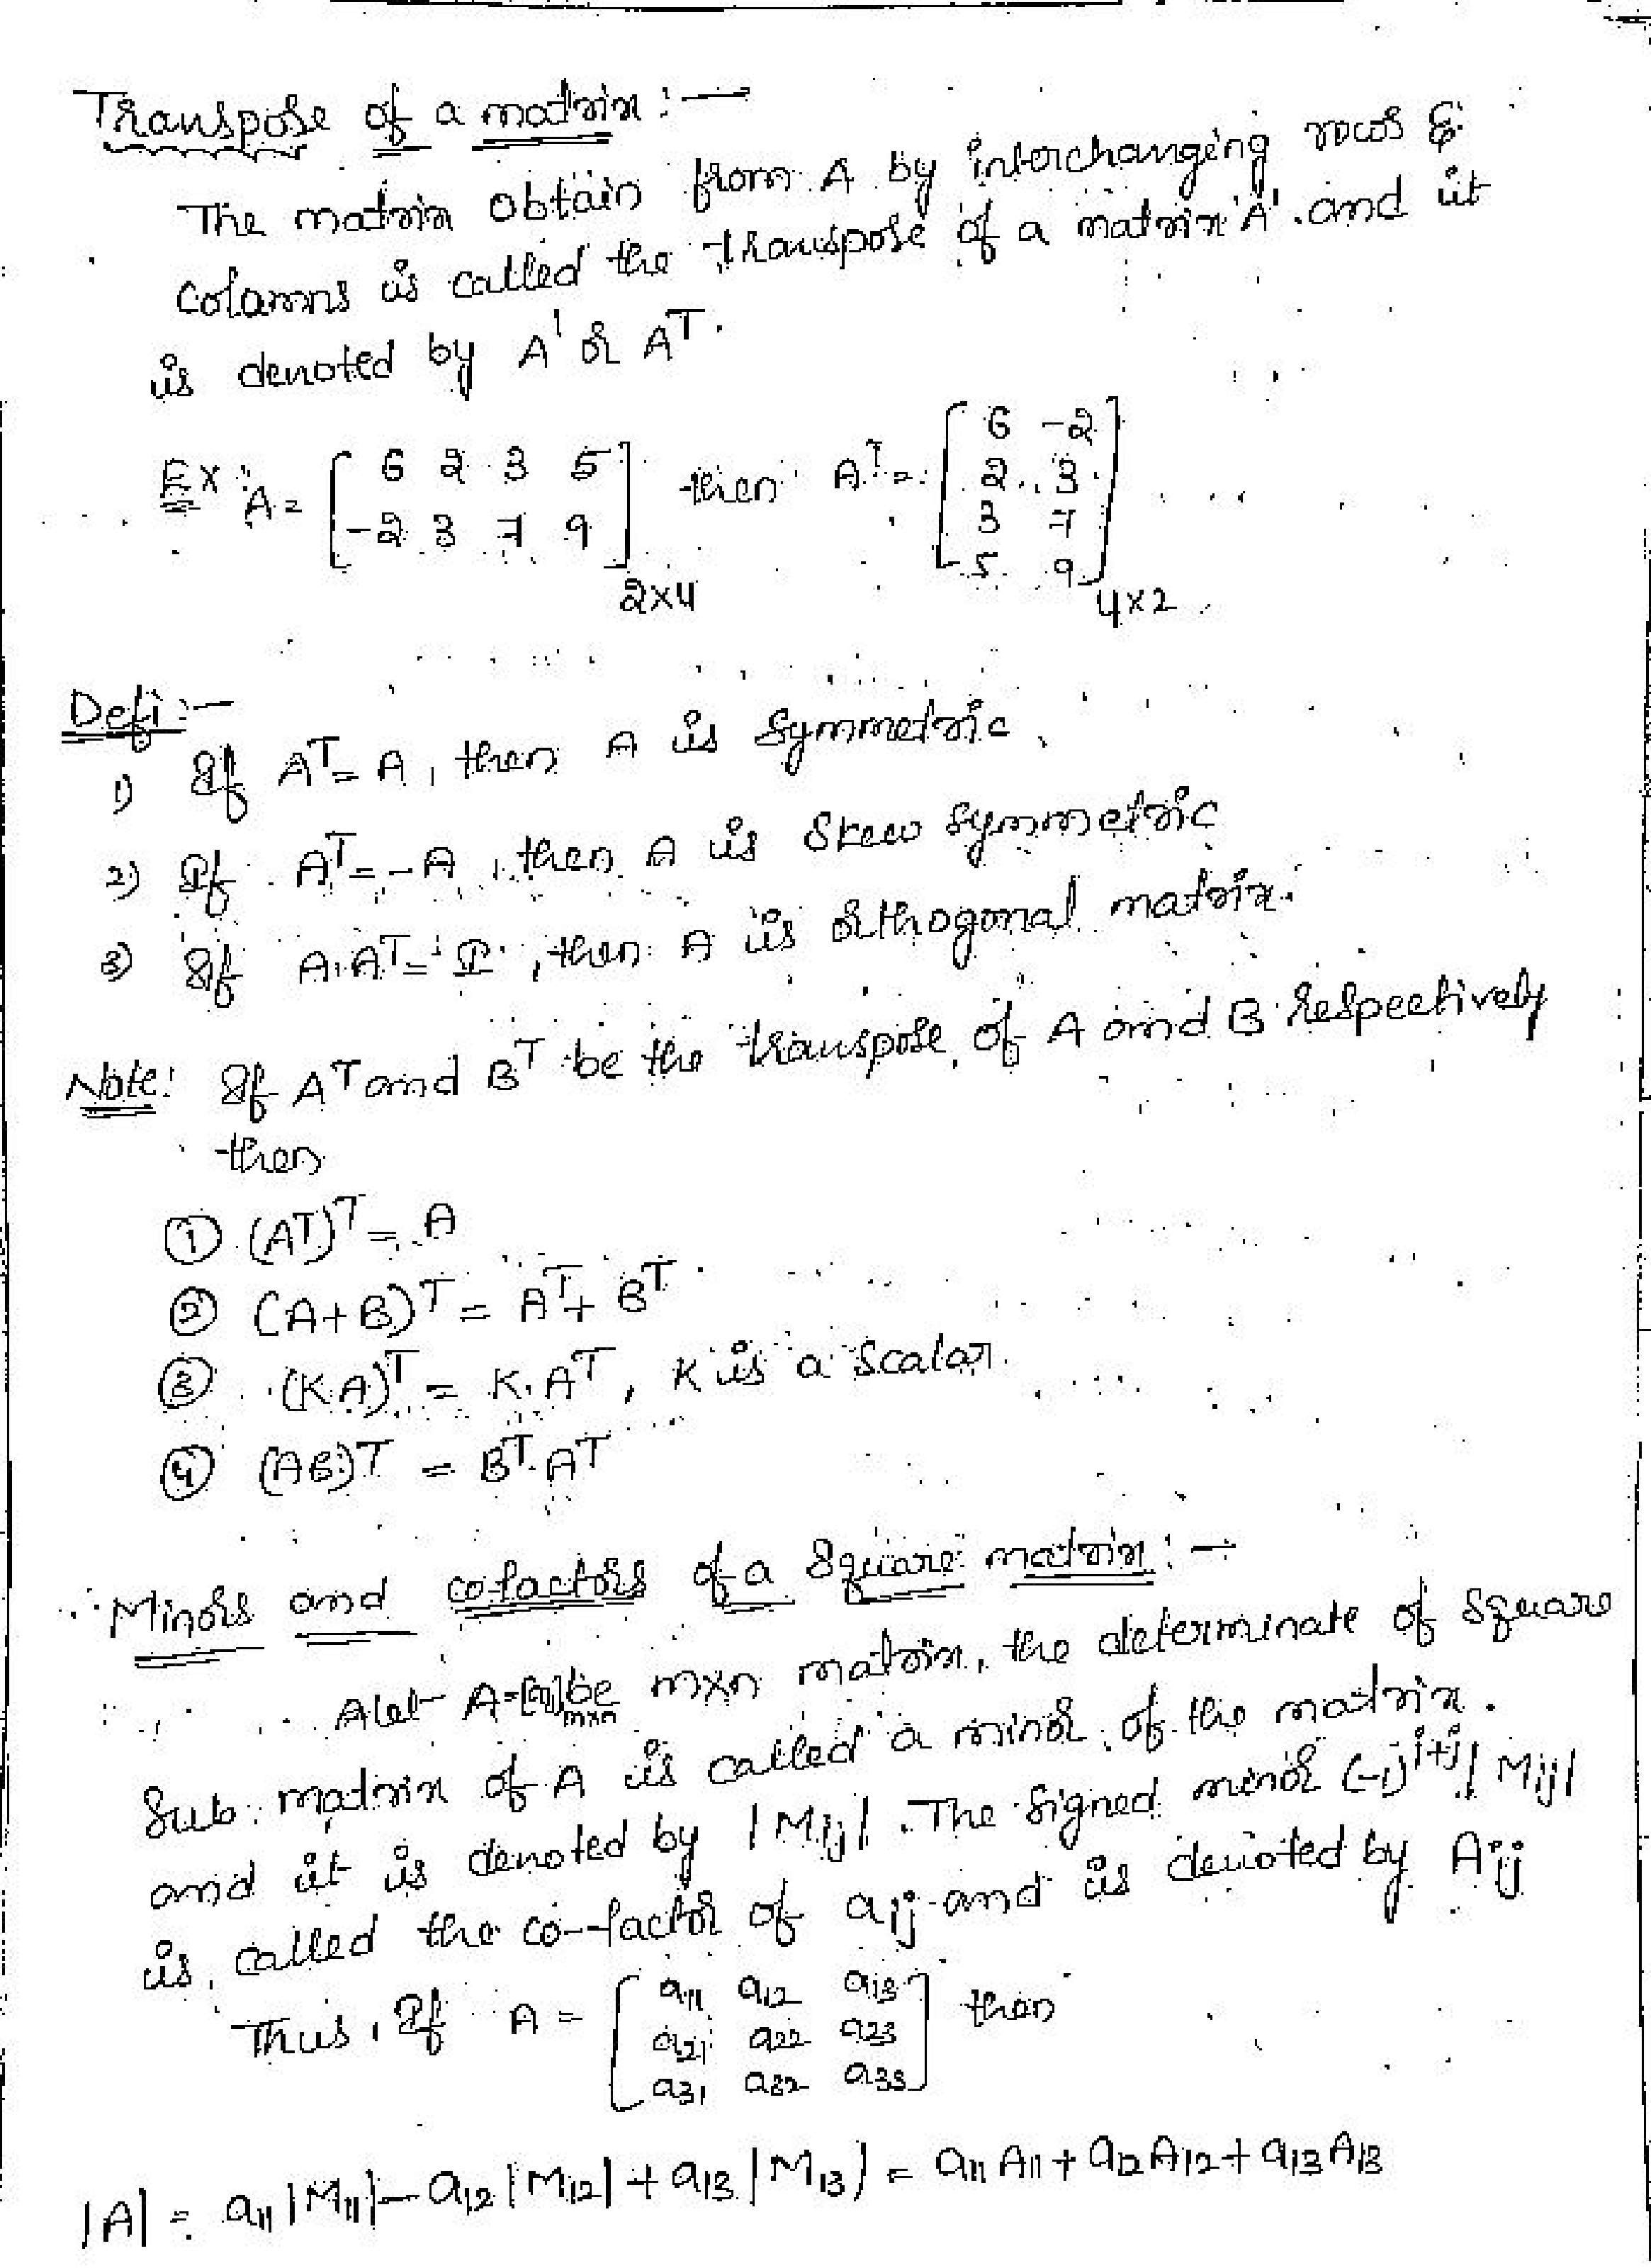 Transpose of a matrix :-
The matrix obtain from A by interchanging rows &
colamns is called the transpose of a matrix 'A'. and it
is denoted by A' or Aᵀ.
Ex: A = [ 6 2 3 5 ; -2 3 7 9 ] 2×4 then Aᵀ = [ 6 -2 ; 2 3 ; 3 7 ; 5 9 ] 4×2
Defi :-
1) If Aᵀ = A, then A is symmetric.
2) If Aᵀ = -A, then A is skew symmetric
3) If A.Aᵀ = I, then A is orthogonal matrix.
Note: If Aᵀ and Bᵀ be the transpose of A and B respectively
then
① (Aᵀ)ᵀ = A
② (A+B)ᵀ = Aᵀ + Bᵀ
③ (KA)ᵀ = K.Aᵀ, K is a scalar.
④ (AB)ᵀ = Bᵀ.Aᵀ
Minors and co-factors of a square matrix :-
Alet A = [aij]m×n be m×n matrix, the determinate of square
sub matrix of A is called a minor of the matrix.
and it is denoted by |Mij|. The signed minor (-1)ⁱ⁺ʲ |Mij|
is called the co-factor of aij and is denoted by Aij
Thus, If A = [ a11 a12 a13 ; a21 a22 a23 ; a31 a32 a33 ] then
|A| = a11 |M11| - a12 |M12| + a13 |M13| = a11 A11 + a12 A12 + a13 A13